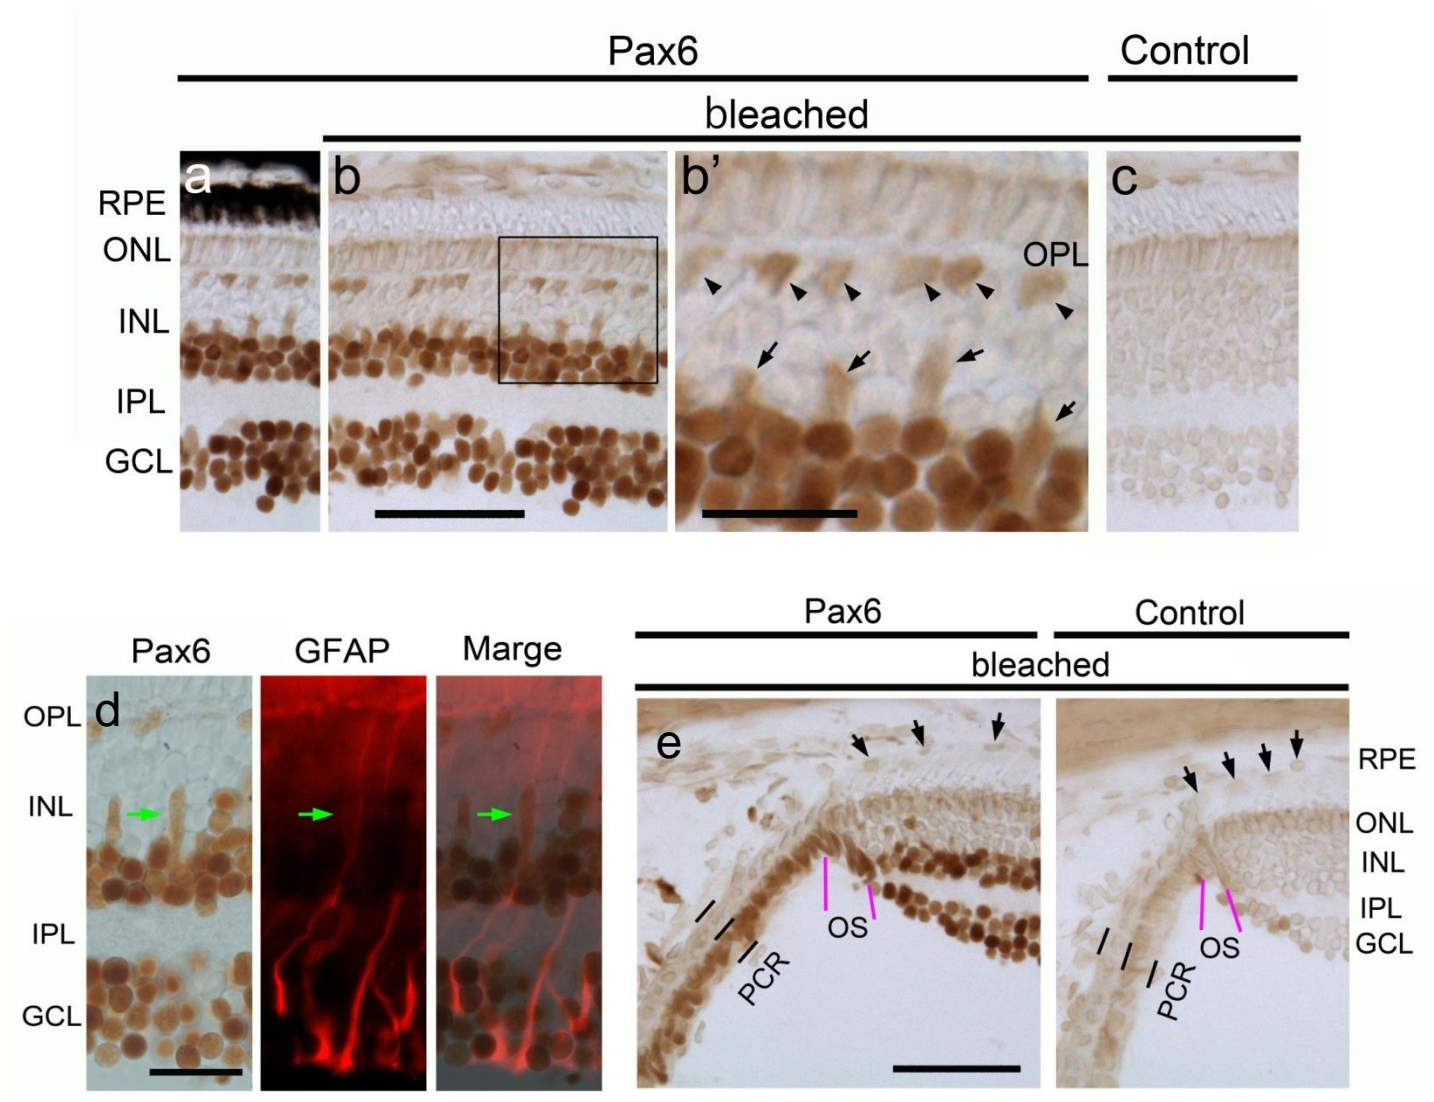 Pax6
Control
bleached
a
b
b’
c
RPE
ONL
OPL
INL
IPL
GCL
Pax6
GFAP
Marge
d
OPL
INL
IPL
GCL
Pax6
Control
bleached
e
RPE
ONL
INL
IPL
GCL
OS
PCR
OS
PCR